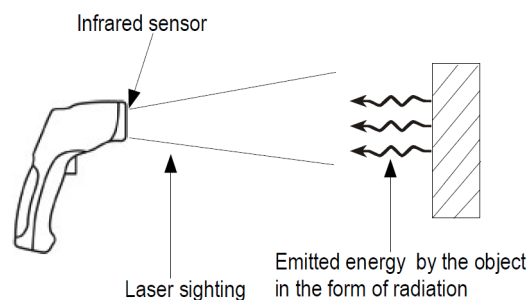 Infrared sensor
Laser sighting
Emitted energy by the object
in the form of radiation